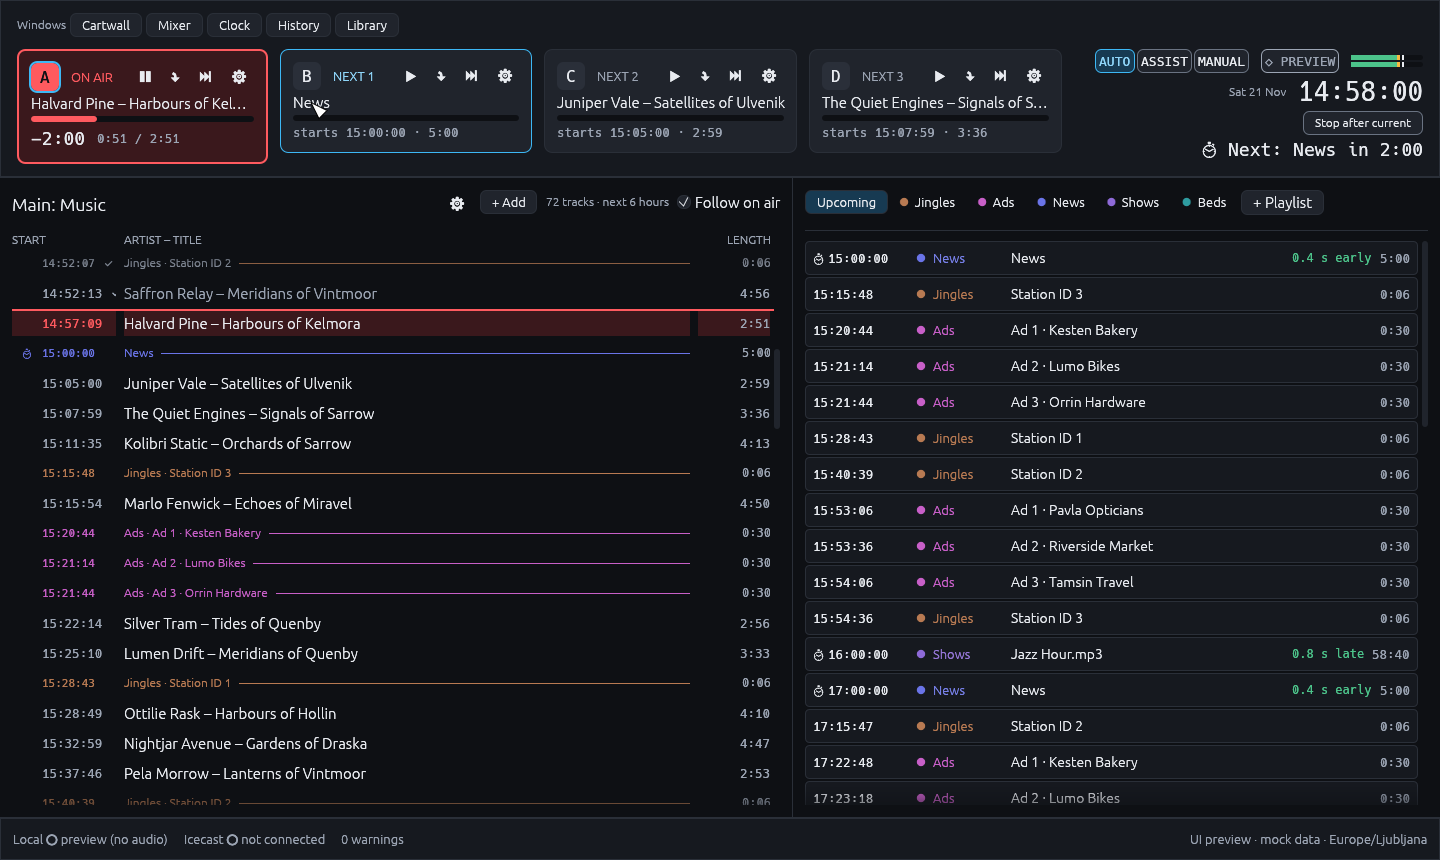 Windows Cartwall Mixer Clock History Library
A ON AIR
Halvard Pine – Harbours of Kel...
−2:00 0:51 / 2:51
B NEXT 1
News
starts 15:00:00 · 5:00
C NEXT 2
Juniper Vale – Satellites of Ulvenik
starts 15:05:00 · 2:59
D NEXT 3
The Quiet Engines – Signals of S...
starts 15:07:59 · 3:36
AUTO ASSIST MANUAL ◇ PREVIEW
Sat 21 Nov 14:58:00
Stop after current
Next: News in 2:00
Main: Music + Add 72 tracks · next 6 hours Follow on air
START ARTIST – TITLE LENGTH
14:52:07 Jingles · Station ID 2 0:06
14:52:13 Saffron Relay – Meridians of Vintmoor 4:56
14:57:09 Halvard Pine – Harbours of Kelmora 2:51
15:00:00 News 5:00
15:05:00 Juniper Vale – Satellites of Ulvenik 2:59
15:07:59 The Quiet Engines – Signals of Sarrow 3:36
15:11:35 Kolibri Static – Orchards of Sarrow 4:13
15:15:48 Jingles · Station ID 3 0:06
15:15:54 Marlo Fenwick – Echoes of Miravel 4:50
15:20:44 Ads · Ad 1 · Kesten Bakery 0:30
15:21:14 Ads · Ad 2 · Lumo Bikes 0:30
15:21:44 Ads · Ad 3 · Orrin Hardware 0:30
15:22:14 Silver Tram – Tides of Quenby 2:56
15:25:10 Lumen Drift – Meridians of Quenby 3:33
15:28:43 Jingles · Station ID 1 0:06
15:28:49 Ottilie Rask – Harbours of Hollin 4:10
15:32:59 Nightjar Avenue – Gardens of Draska 4:47
15:37:46 Pela Morrow – Lanterns of Vintmoor 2:53
15:40:39 Jingles · Station ID 2 0:06
Upcoming Jingles Ads News Shows Beds + Playlist
15:00:00 News News 0.4 s early 5:00
15:15:48 Jingles Station ID 3 0:06
15:20:44 Ads Ad 1 · Kesten Bakery 0:30
15:21:14 Ads Ad 2 · Lumo Bikes 0:30
15:21:44 Ads Ad 3 · Orrin Hardware 0:30
15:28:43 Jingles Station ID 1 0:06
15:40:39 Jingles Station ID 2 0:06
15:53:06 Ads Ad 1 · Pavla Opticians 0:30
15:53:36 Ads Ad 2 · Riverside Market 0:30
15:54:06 Ads Ad 3 · Tamsin Travel 0:30
15:54:36 Jingles Station ID 3 0:06
16:00:00 Shows Jazz Hour.mp3 0.8 s late 58:40
17:00:00 News News 0.4 s early 5:00
17:15:47 Jingles Station ID 2 0:06
17:22:48 Ads Ad 1 · Kesten Bakery 0:30
17:23:18 Ads Ad 2 · Lumo Bikes 0:30
Local preview (no audio) Icecast not connected 0 warnings
UI preview · mock data · Europe/Ljubljana